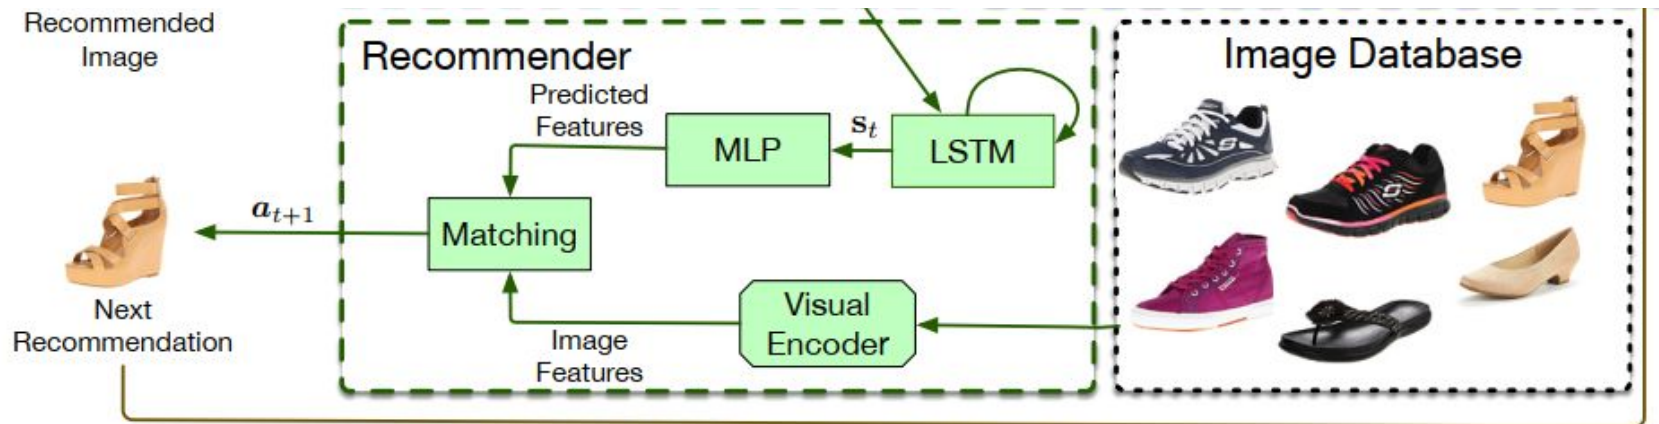 Recommended
Image
Recommender
Image Database
Predicted
Features
MLP
s_t
LSTM
a_{t+1}
Matching
Next
Recommendation
Visual
Encoder
Image
Features